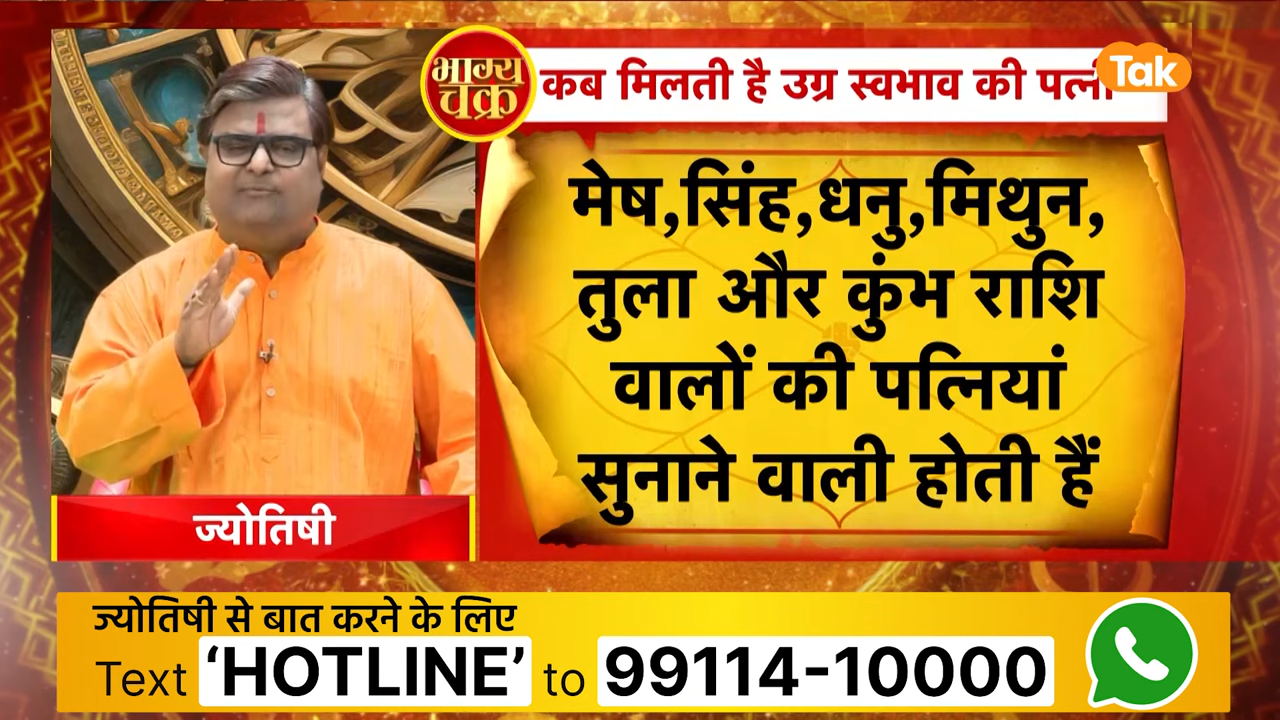 भाग्य
चक्र
कब मिलती है उग्र स्वभाव की पत्नी
Tak
मेष,सिंह,धनु,मिथुन,
तुला और कुंभ राशि
वालों की पत्नियां
सुनाने वाली होती हैं
ज्योतिषी
ज्योतिषी से बात करने के लिए
Text ‘HOTLINE’ to 99114-10000